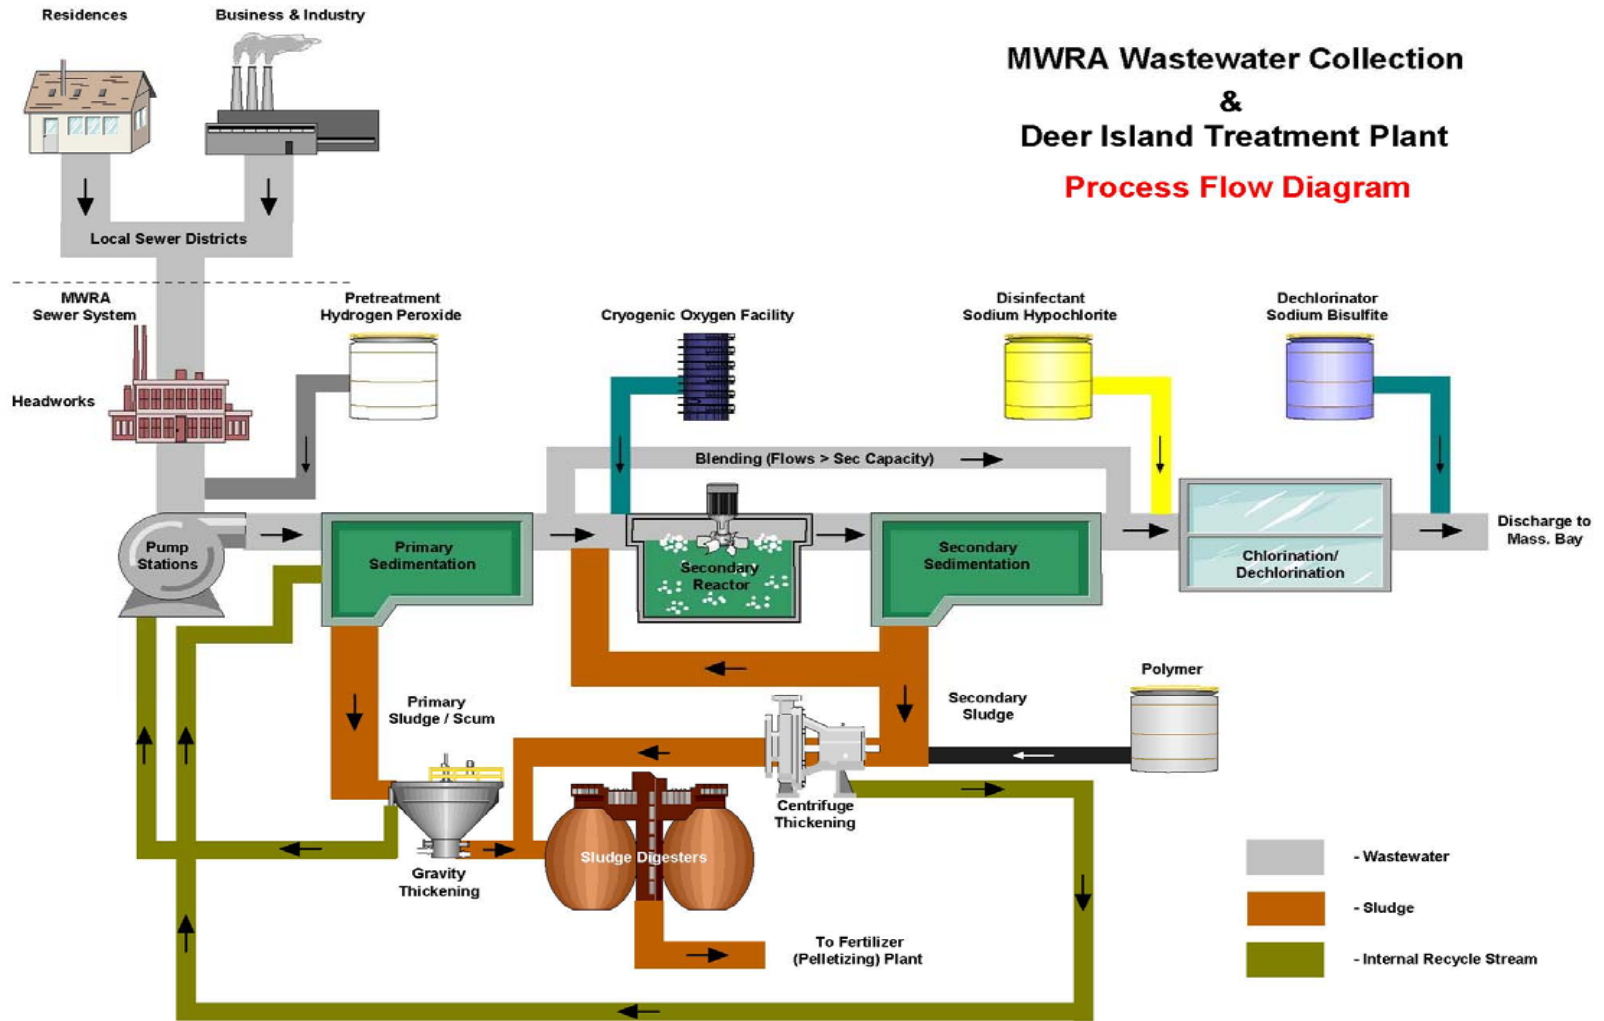 Residences
Business & Industry
MWRA Wastewater Collection
&
Deer Island Treatment Plant
Process Flow Diagram
Local Sewer Districts
MWRA
Sewer System
Pretreatment
Hydrogen Peroxide
Cryogenic Oxygen Facility
Disinfectant
Sodium Hypochlorite
Dechlorinator
Sodium Bisulfite
Headworks
Blending (Flows > Sec Capacity)
Pump
Stations
Primary
Sedimentation
Secondary
Reactor
Secondary
Sedimentation
Chlorination/
Dechlorination
Discharge to
Mass. Bay
Primary
Sludge / Scum
Secondary
Sludge
Polymer
Centrifuge
Thickening
Gravity
Thickening
Sludge Digesters
To Fertilizer
(Pelletizing) Plant
- Wastewater
- Sludge
- Internal Recycle Stream